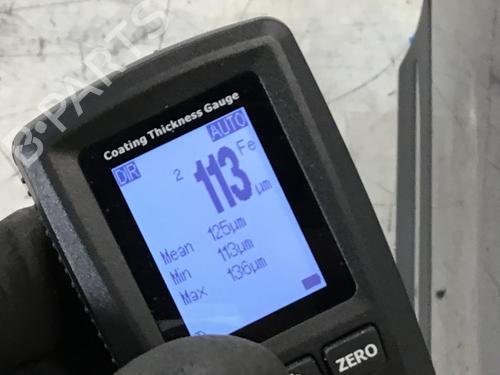 B-PARTS
Coating Thickness Gauge
DIR AUTO
2 113 Fe
µm
Mean 125µm
Min 113µm
Max 136µm
ZERO